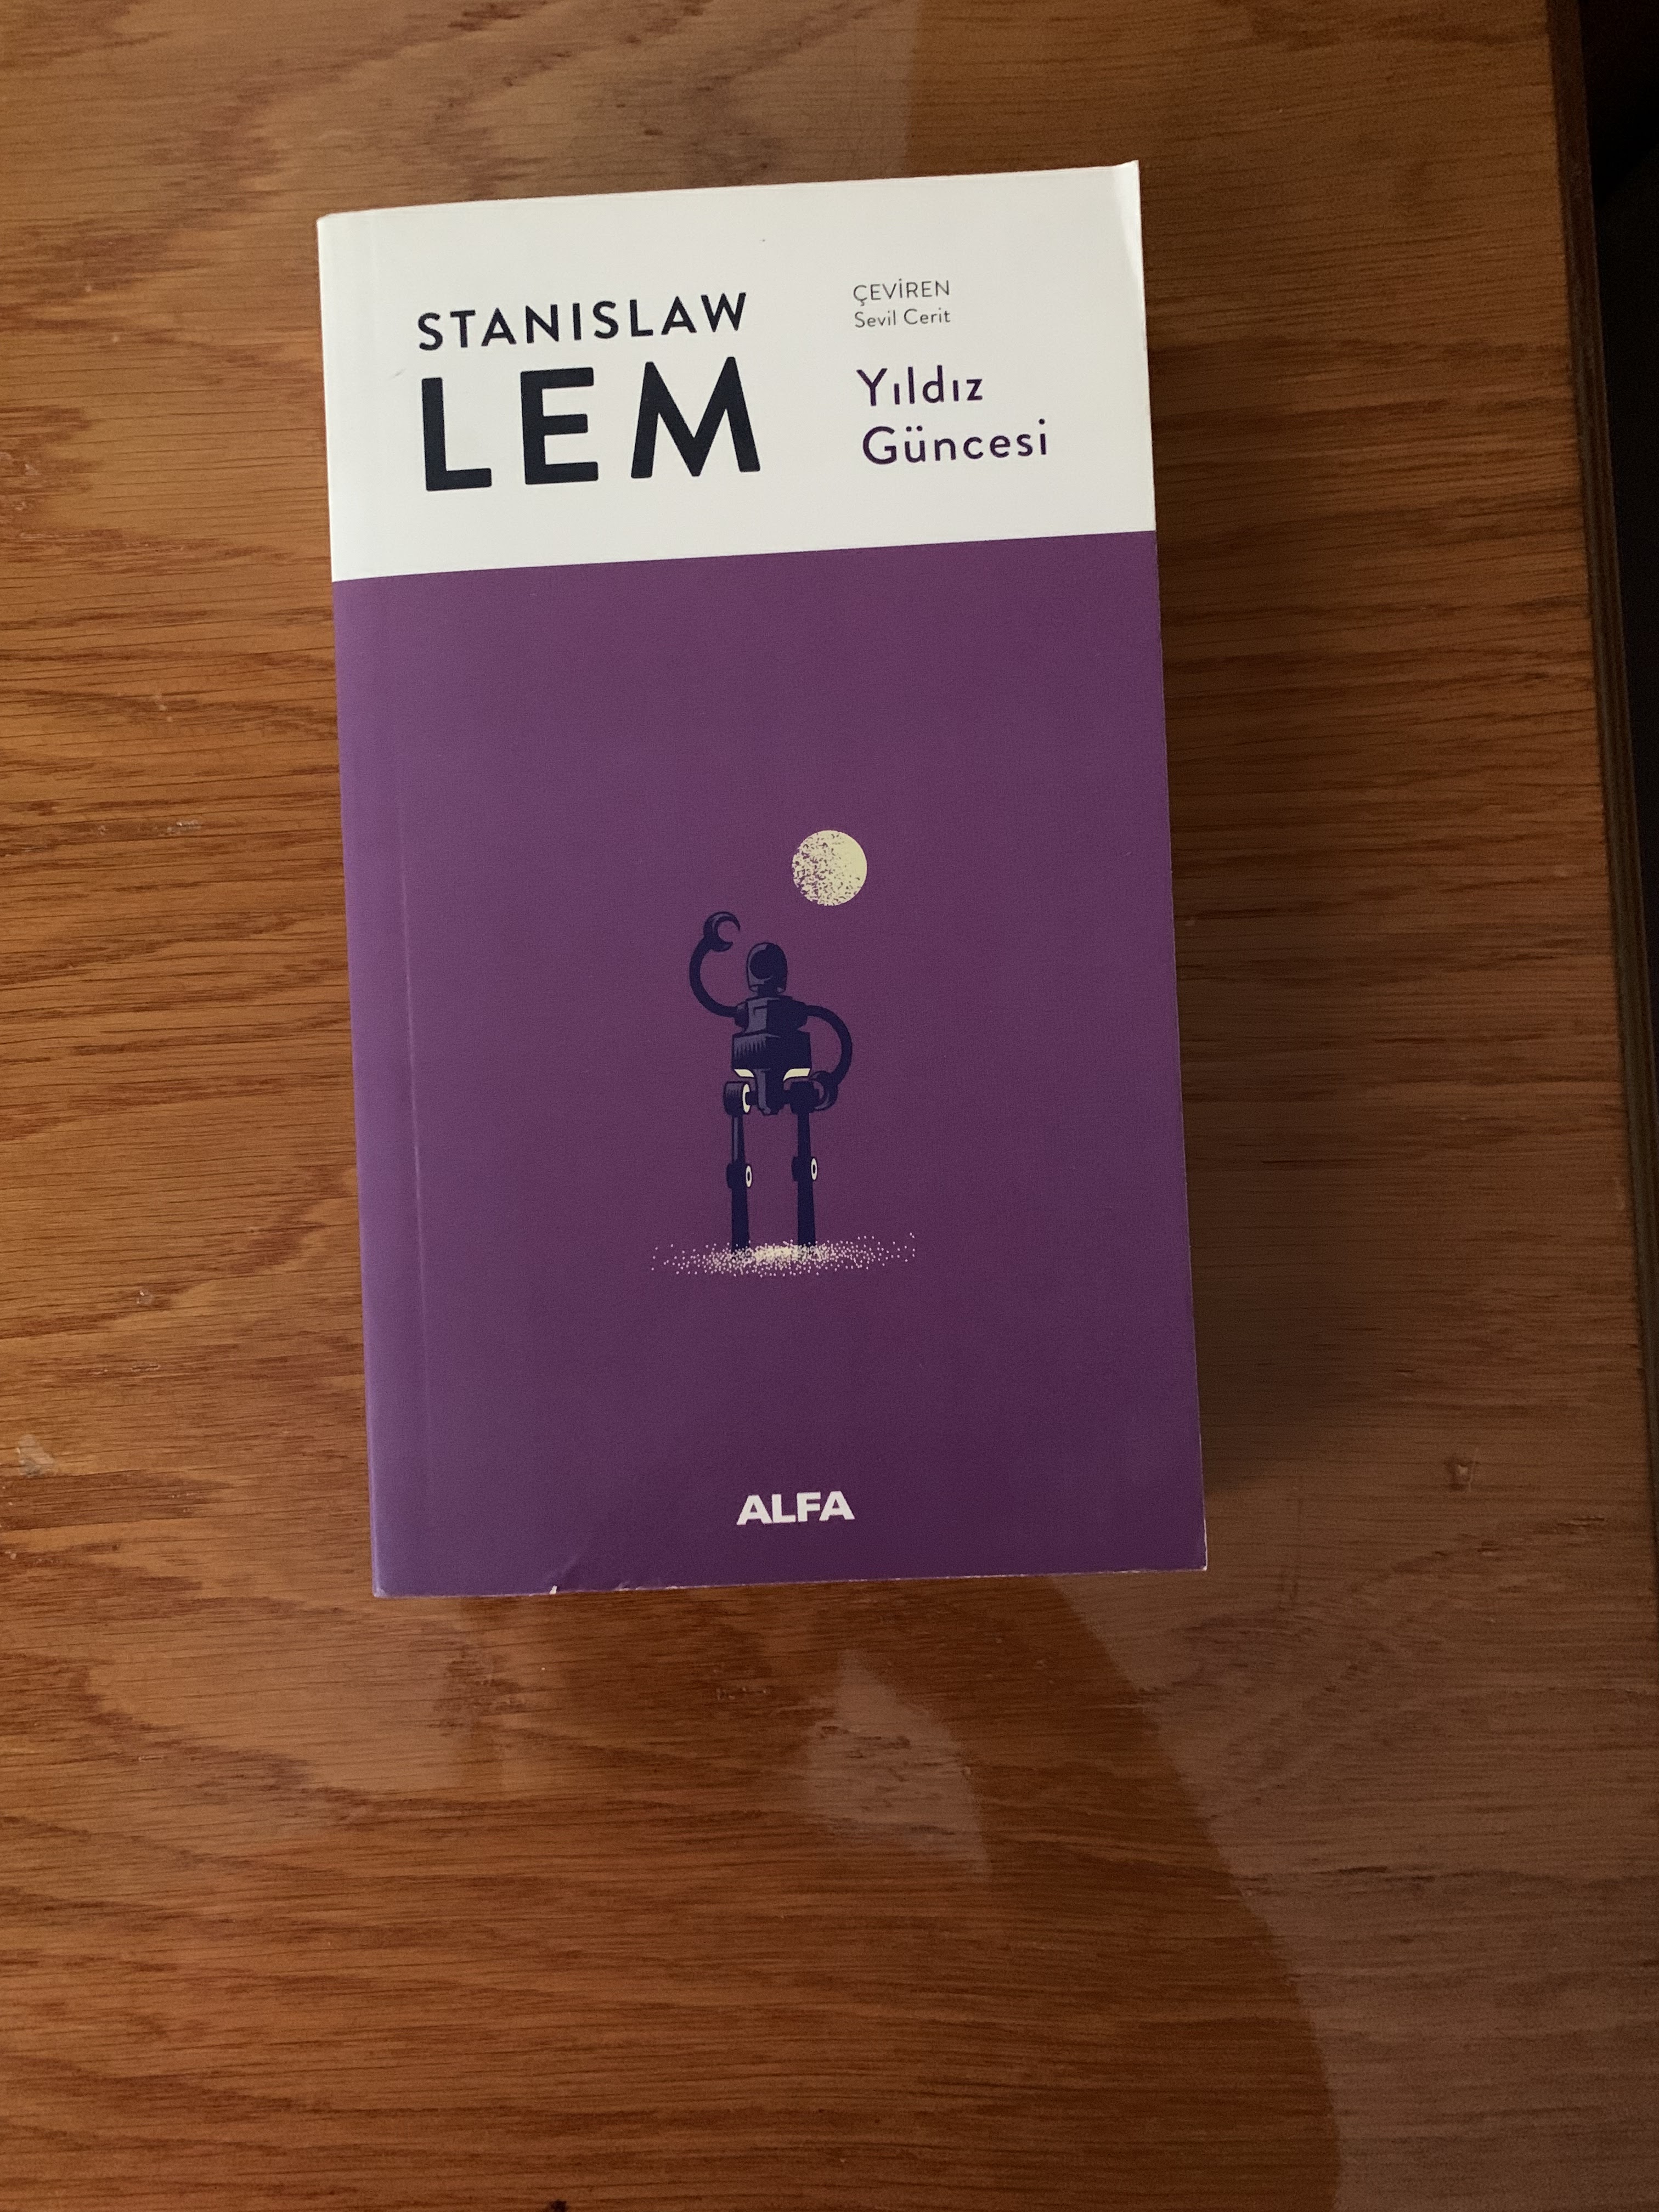 STANISLAW
LEM
ÇEVİREN
Sevil Cerit
Yıldız
Güncesi
ALFA